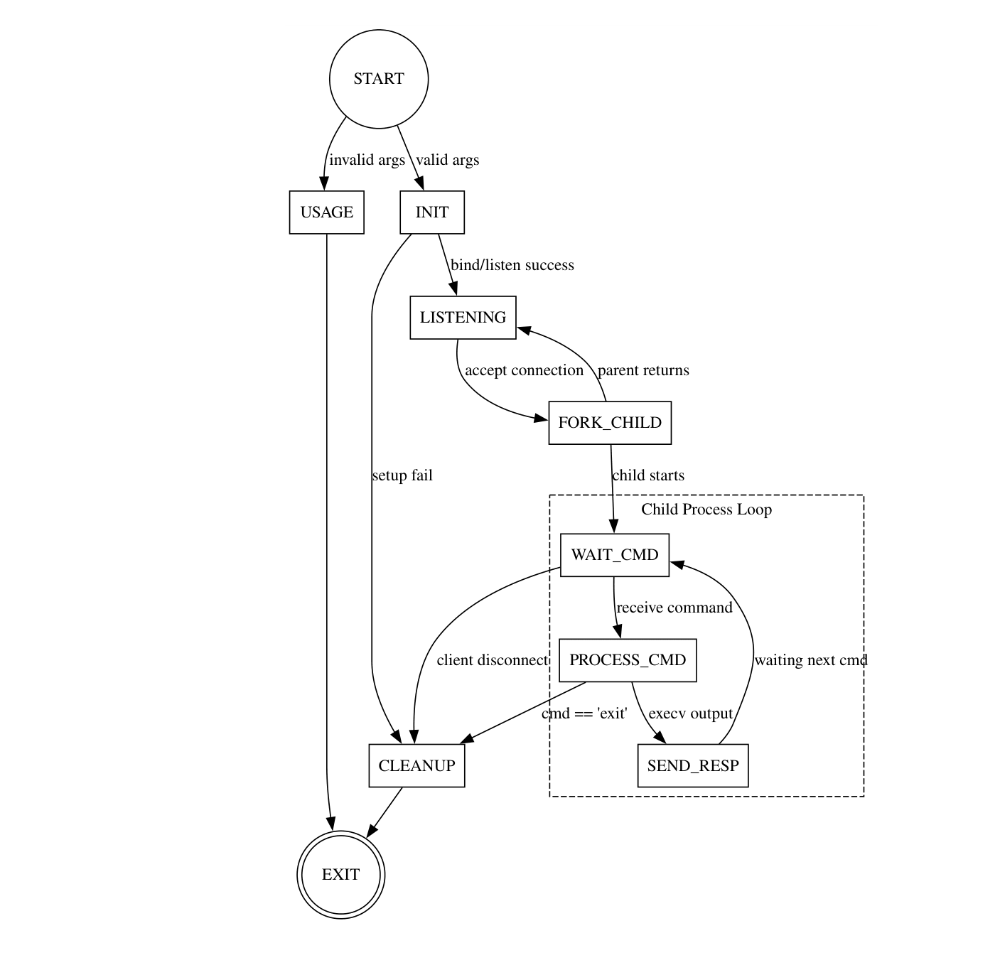 START
invalid args
valid args
USAGE
INIT
bind/listen success
LISTENING
accept connection
parent returns
FORK_CHILD
setup fail
child starts
Child Process Loop
WAIT_CMD
receive command
client disconnect
PROCESS_CMD
waiting next cmd
cmd == 'exit'
execv output
CLEANUP
SEND_RESP
EXIT